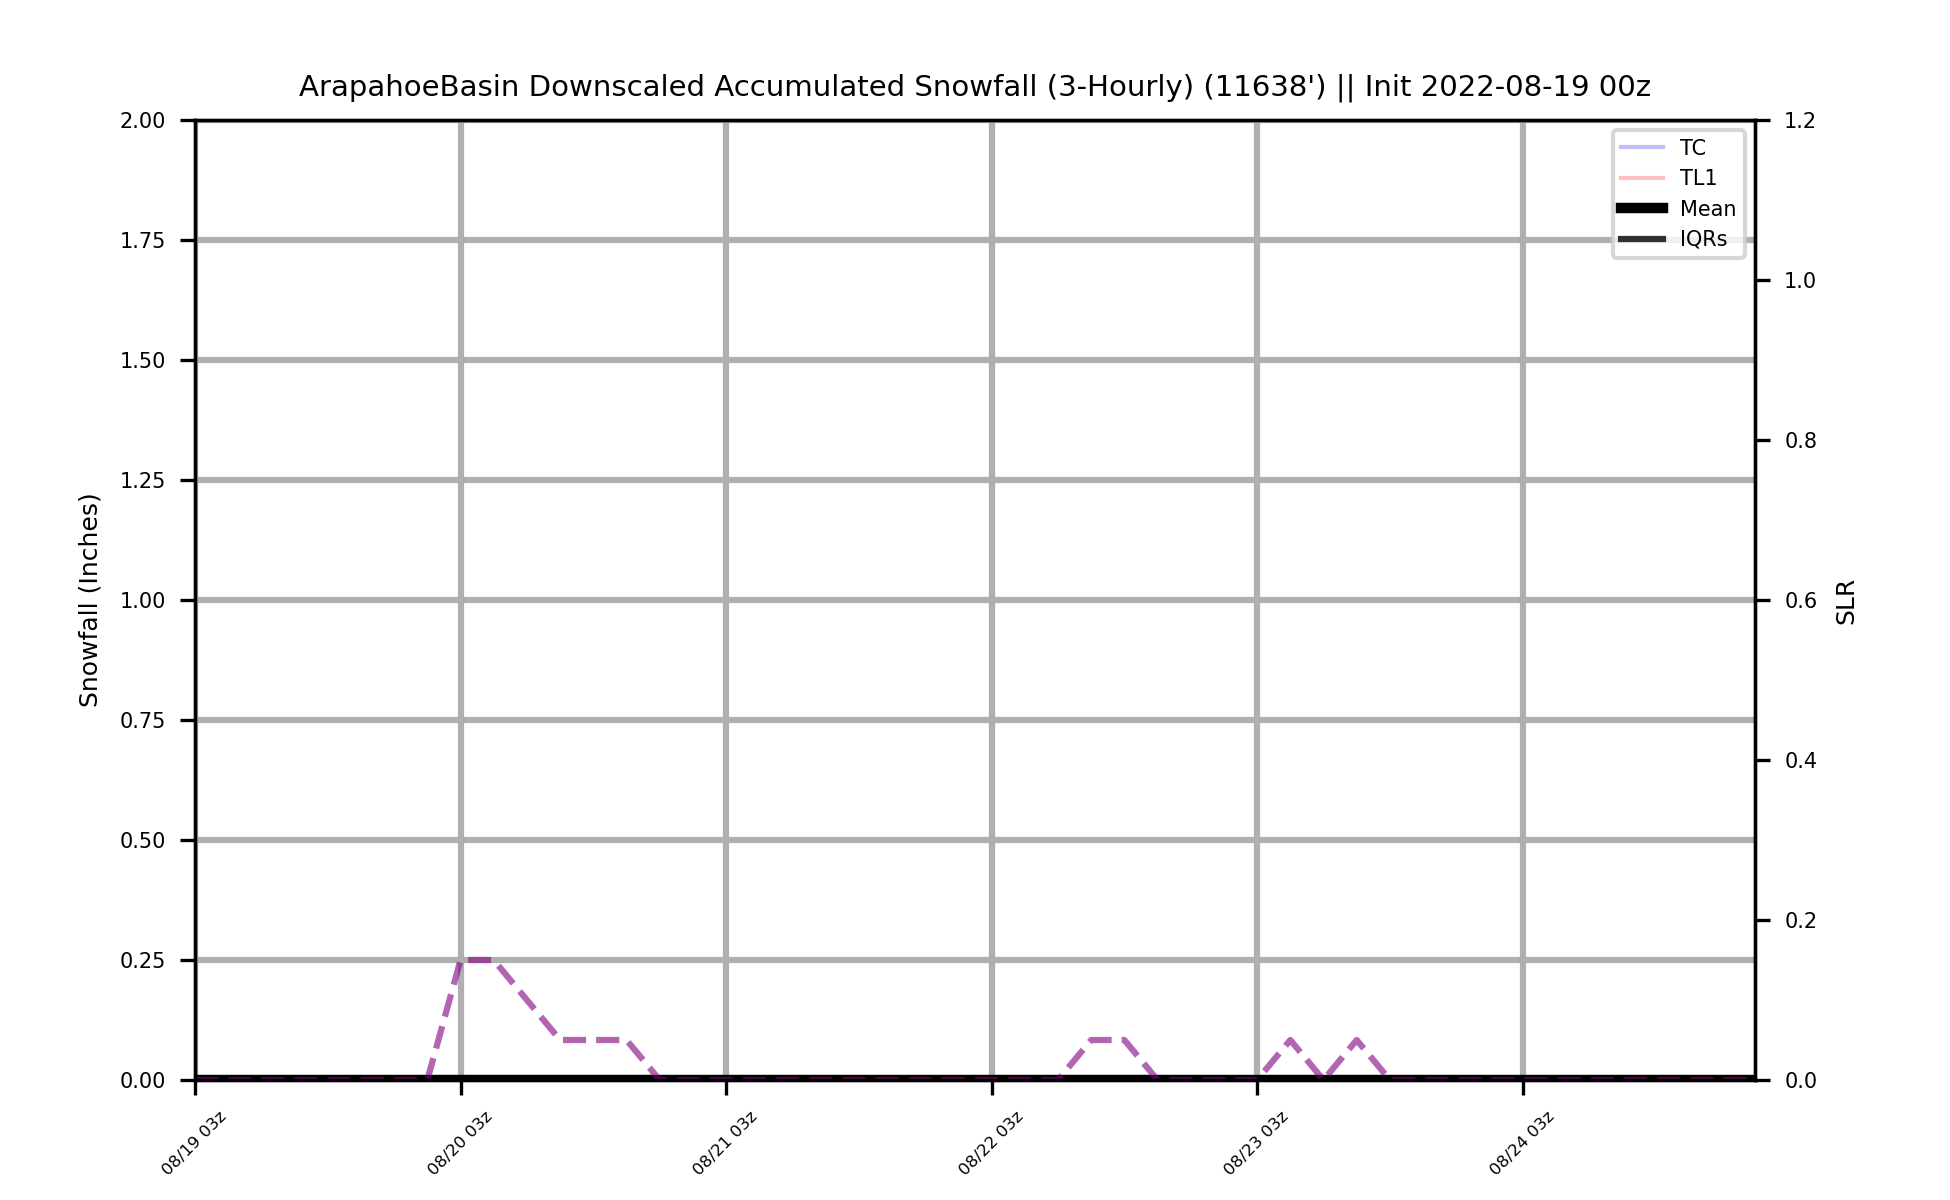 ArapahoeBasin Downscaled Accumulated Snowfall (3-Hourly) (11638') || Init 2022-08-19 00z
2.00
1.75
1.50
1.25
1.00
0.75
0.50
0.25
0.00
Snowfall (Inches)
TC
TL1
Mean
IQRs
1.2
1.0
0.8
0.6
0.4
0.2
0.0
SLR
08/19 03z
08/20 03z
08/21 03z
08/22 03z
08/23 03z
08/24 03z